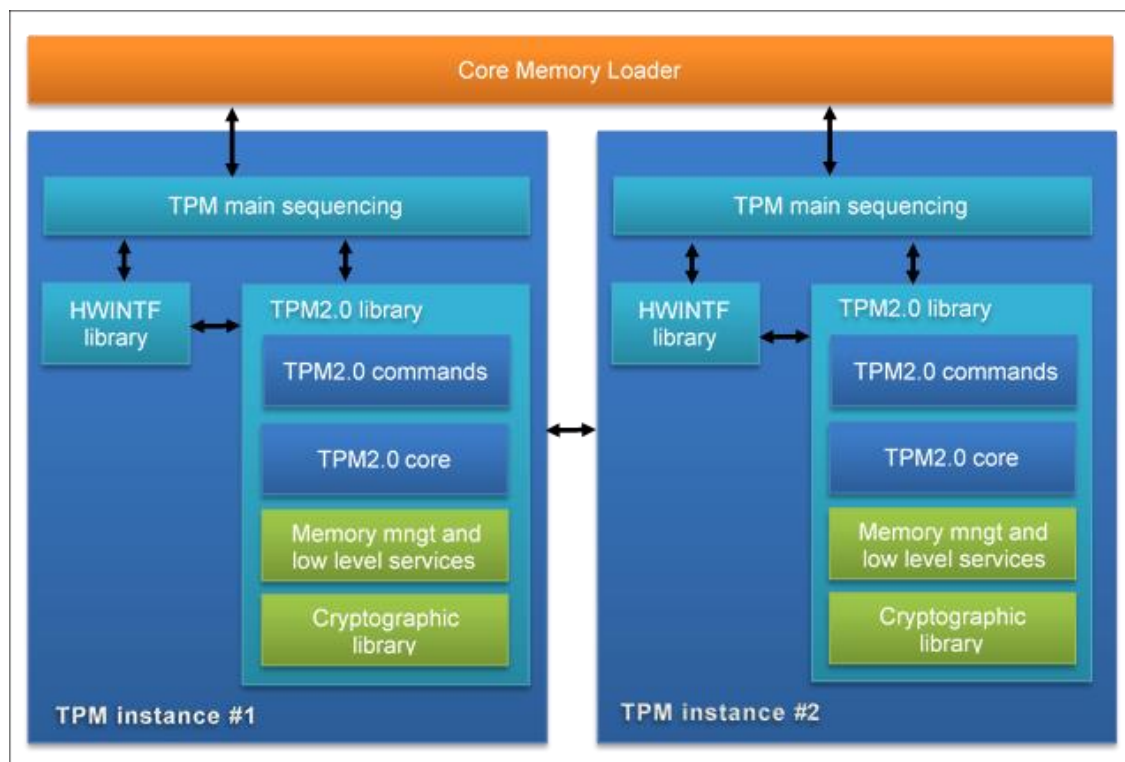 Core Memory Loader
TPM main sequencing
HWINTF
library
TPM2.0 library
TPM2.0 commands
TPM2.0 core
Memory mngt and
low level services
Cryptographic
library
TPM instance #1
TPM main sequencing
HWINTF
library
TPM2.0 library
TPM2.0 commands
TPM2.0 core
Memory mngt and
low level services
Cryptographic
library
TPM instance #2